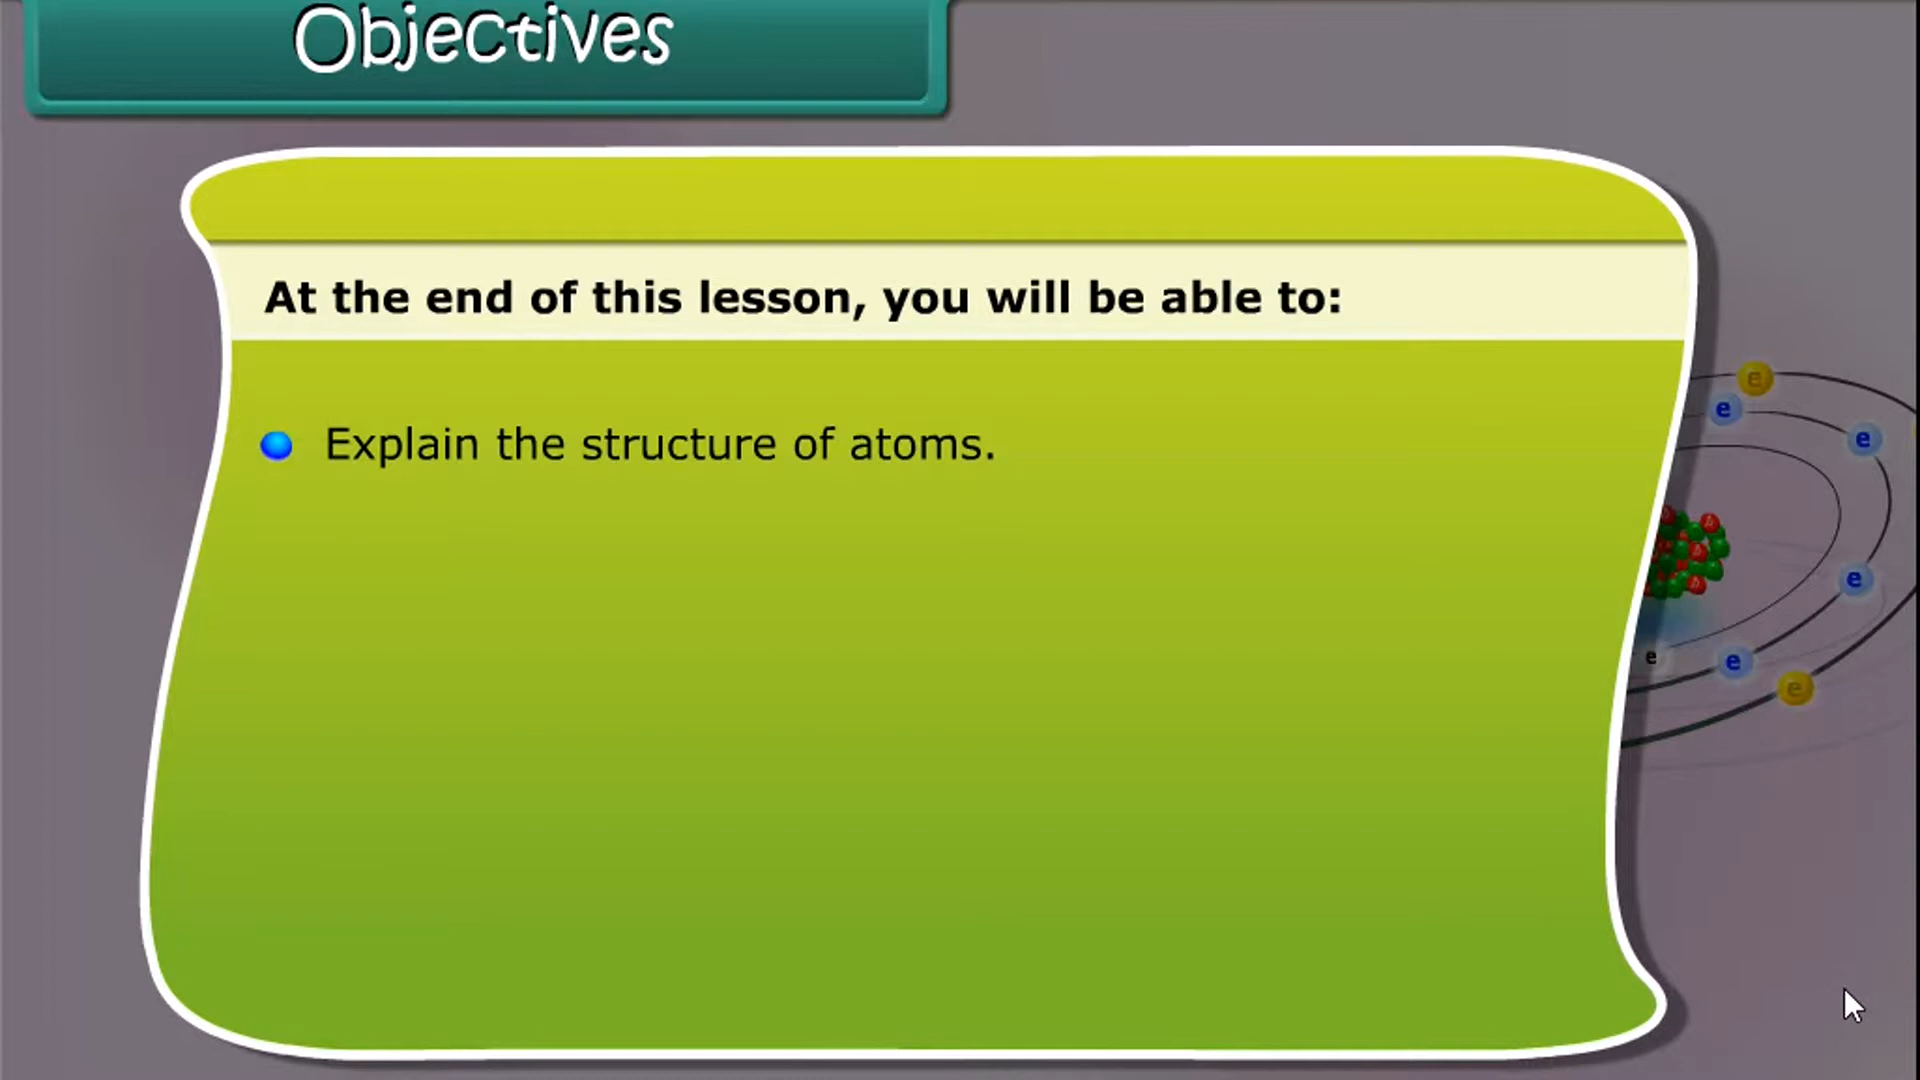 Objectives
At the end of this lesson, you will be able to:
Explain the structure of atoms.
e
e
e
e
e
e
e